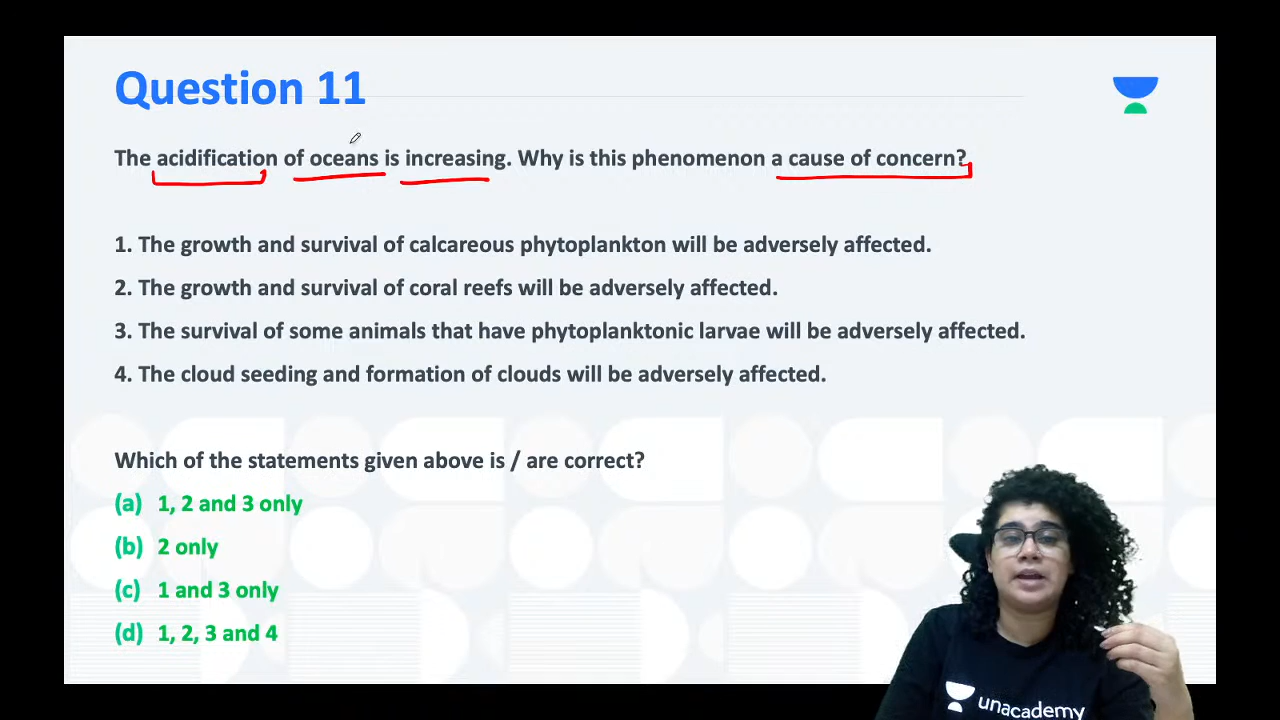 Question 11
The acidification of oceans is increasing. Why is this phenomenon a cause of concern?
1. The growth and survival of calcareous phytoplankton will be adversely affected.
2. The growth and survival of coral reefs will be adversely affected.
3. The survival of some animals that have phytoplanktonic larvae will be adversely affected.
4. The cloud seeding and formation of clouds will be adversely affected.
Which of the statements given above is / are correct?
(a) 1, 2 and 3 only
(b) 2 only
(c) 1 and 3 only
(d) 1, 2, 3 and 4
unacademy